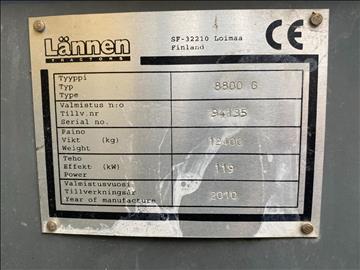 Lännen
TRACTORS
SF-32210 Loimaa
Finland
CE
Tyyppi
Typ
Type
8800 G
Valmistus n:o
Tillv.nr
Serial no.
94135
Paino
Vikt (kg)
Weight
12400
Teho
Effekt (kW)
Power
119
Valmistusvuosi
Tillverkningsår
Year of manufacture
2010